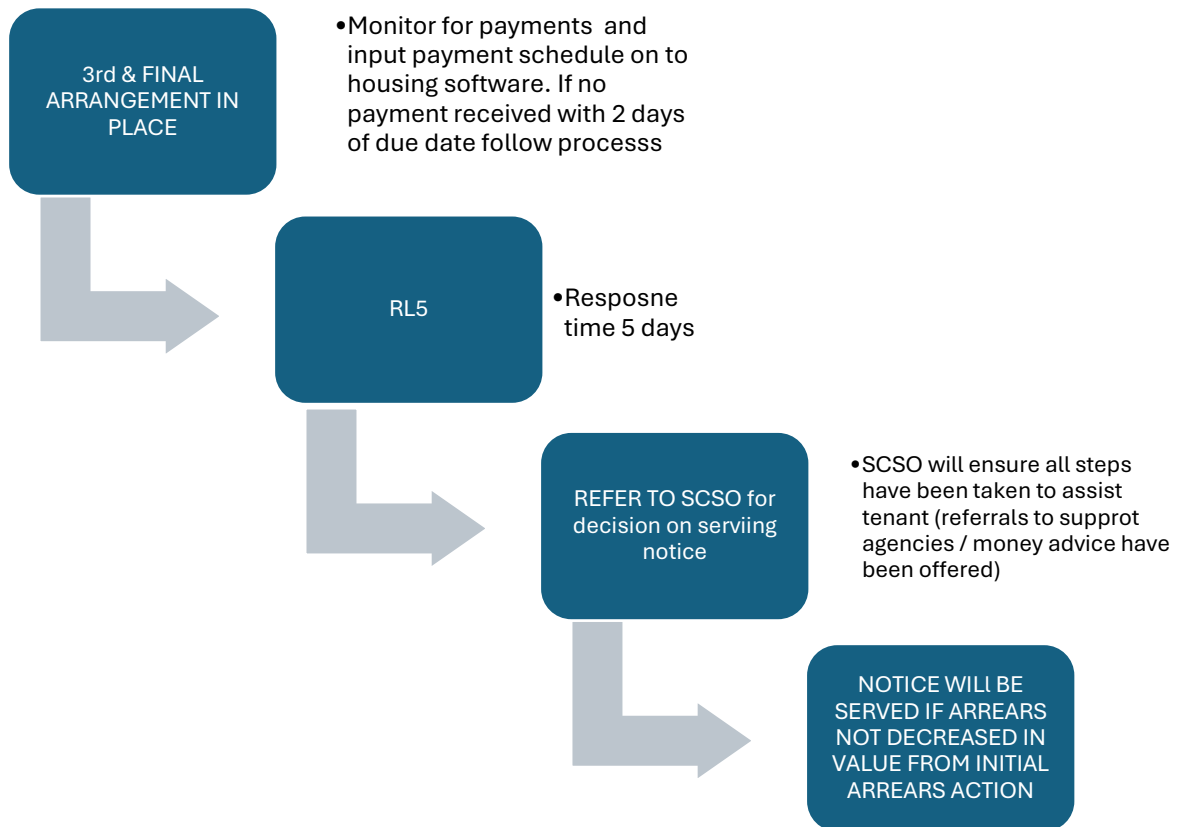 3rd & FINAL
ARRANGEMENT IN
PLACE
•Monitor for payments and
input payment schedule on to
housing software. If no
payment received with 2 days
of due date follow processs
RL5
•Resposne
time 5 days
REFER TO SCSO for
decision on serviing
notice
•SCSO will ensure all steps
have been taken to assist
tenant (referrals to supprot
agencies / money advice have
been offered)
NOTICE WILl BE
SERVED IF ARREARS
NOT DECREASED IN
VALUE FROM INITIAL
ARREARS ACTION